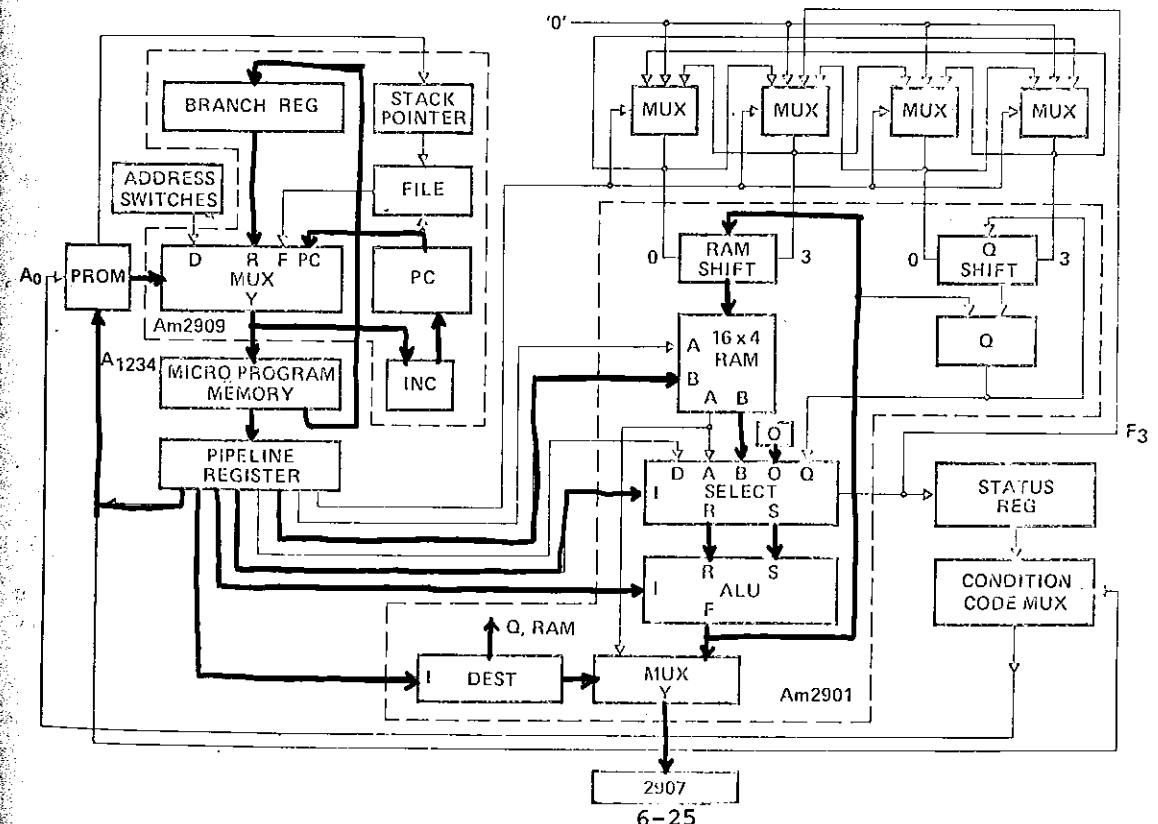 '0'
BRANCH REG
STACK
POINTER
MUX
MUX
MUX
MUX
ADDRESS
SWITCHES
FILE
A0
PROM
D R F PC
MUX
Y
PC
Am2909
0
RAM
SHIFT
3
0
Q
SHIFT
3
A1234
MICRO PROGRAM
MEMORY
INC
A
B
16 x 4
RAM
A B
Q
O
PIPELINE
REGISTER
D A B O Q
I
SELECT
R S
F3
STATUS
REG
R S
I
ALU
F
CONDITION
CODE MUX
Q, RAM
I
DEST
MUX
Y
Am2901
2907
6-25